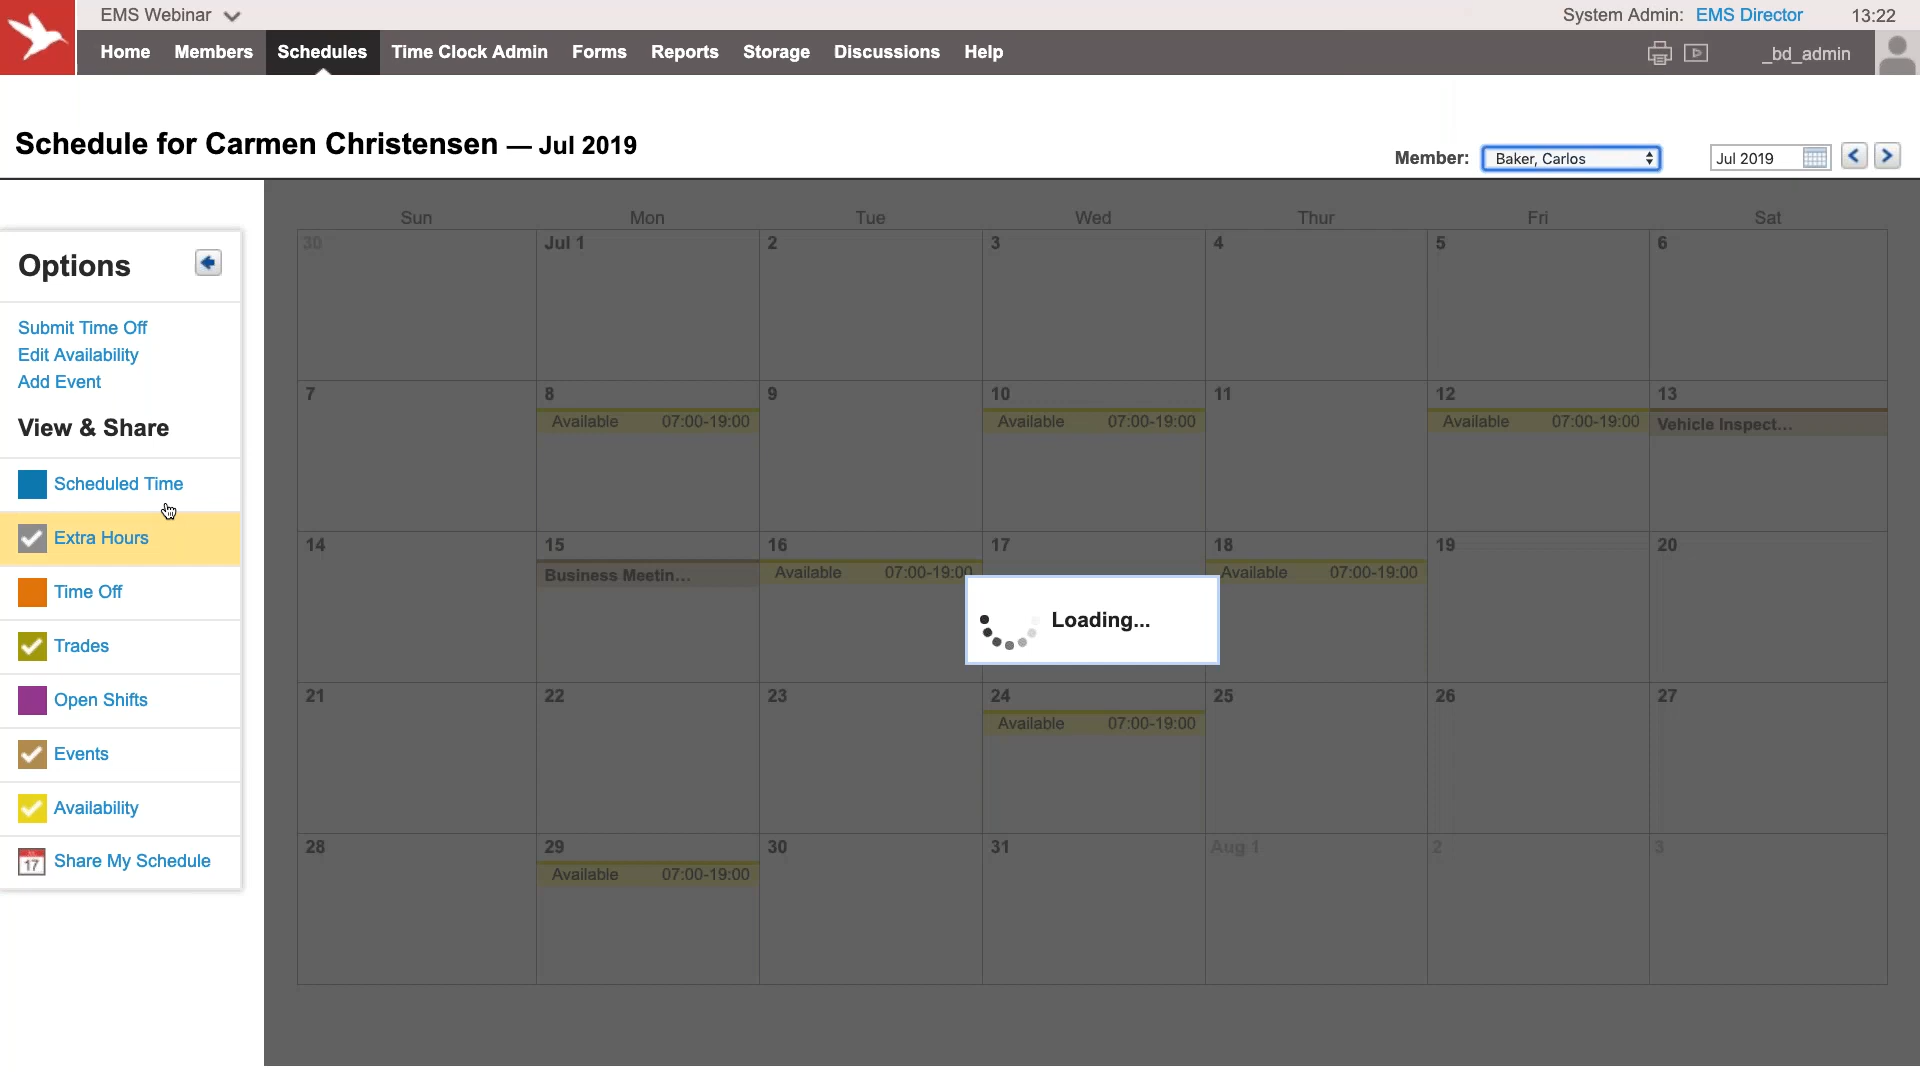 EMS Webinar
System Admin: EMS Director 13:22
Home Members Schedules Time Clock Admin Forms Reports Storage Discussions Help
_bd_admin
Schedule for Carmen Christensen — Jul 2019
Member: Baker, Carlos
Jul 2019
Options
Submit Time Off
Edit Availability
Add Event
View & Share
Scheduled Time
Extra Hours
Time Off
Trades
Open Shifts
Events
Availability
17 Share My Schedule
Sun Mon Tue Wed Thur Fri Sat
30 Jul 1 2 3 4 5 6
7 8 9 10 11 12 13
Available 07:00-19:00 Available 07:00-19:00 Available 07:00-19:00 Vehicle Inspect...
14 15 16 17 18 19 20
Business Meetin... Available 07:00-19:00 Available 07:00-19:00
Loading...
21 22 23 24 25 26 27
Available 07:00-19:00
28 29 30 31 Aug 1 2 3
Available 07:00-19:00